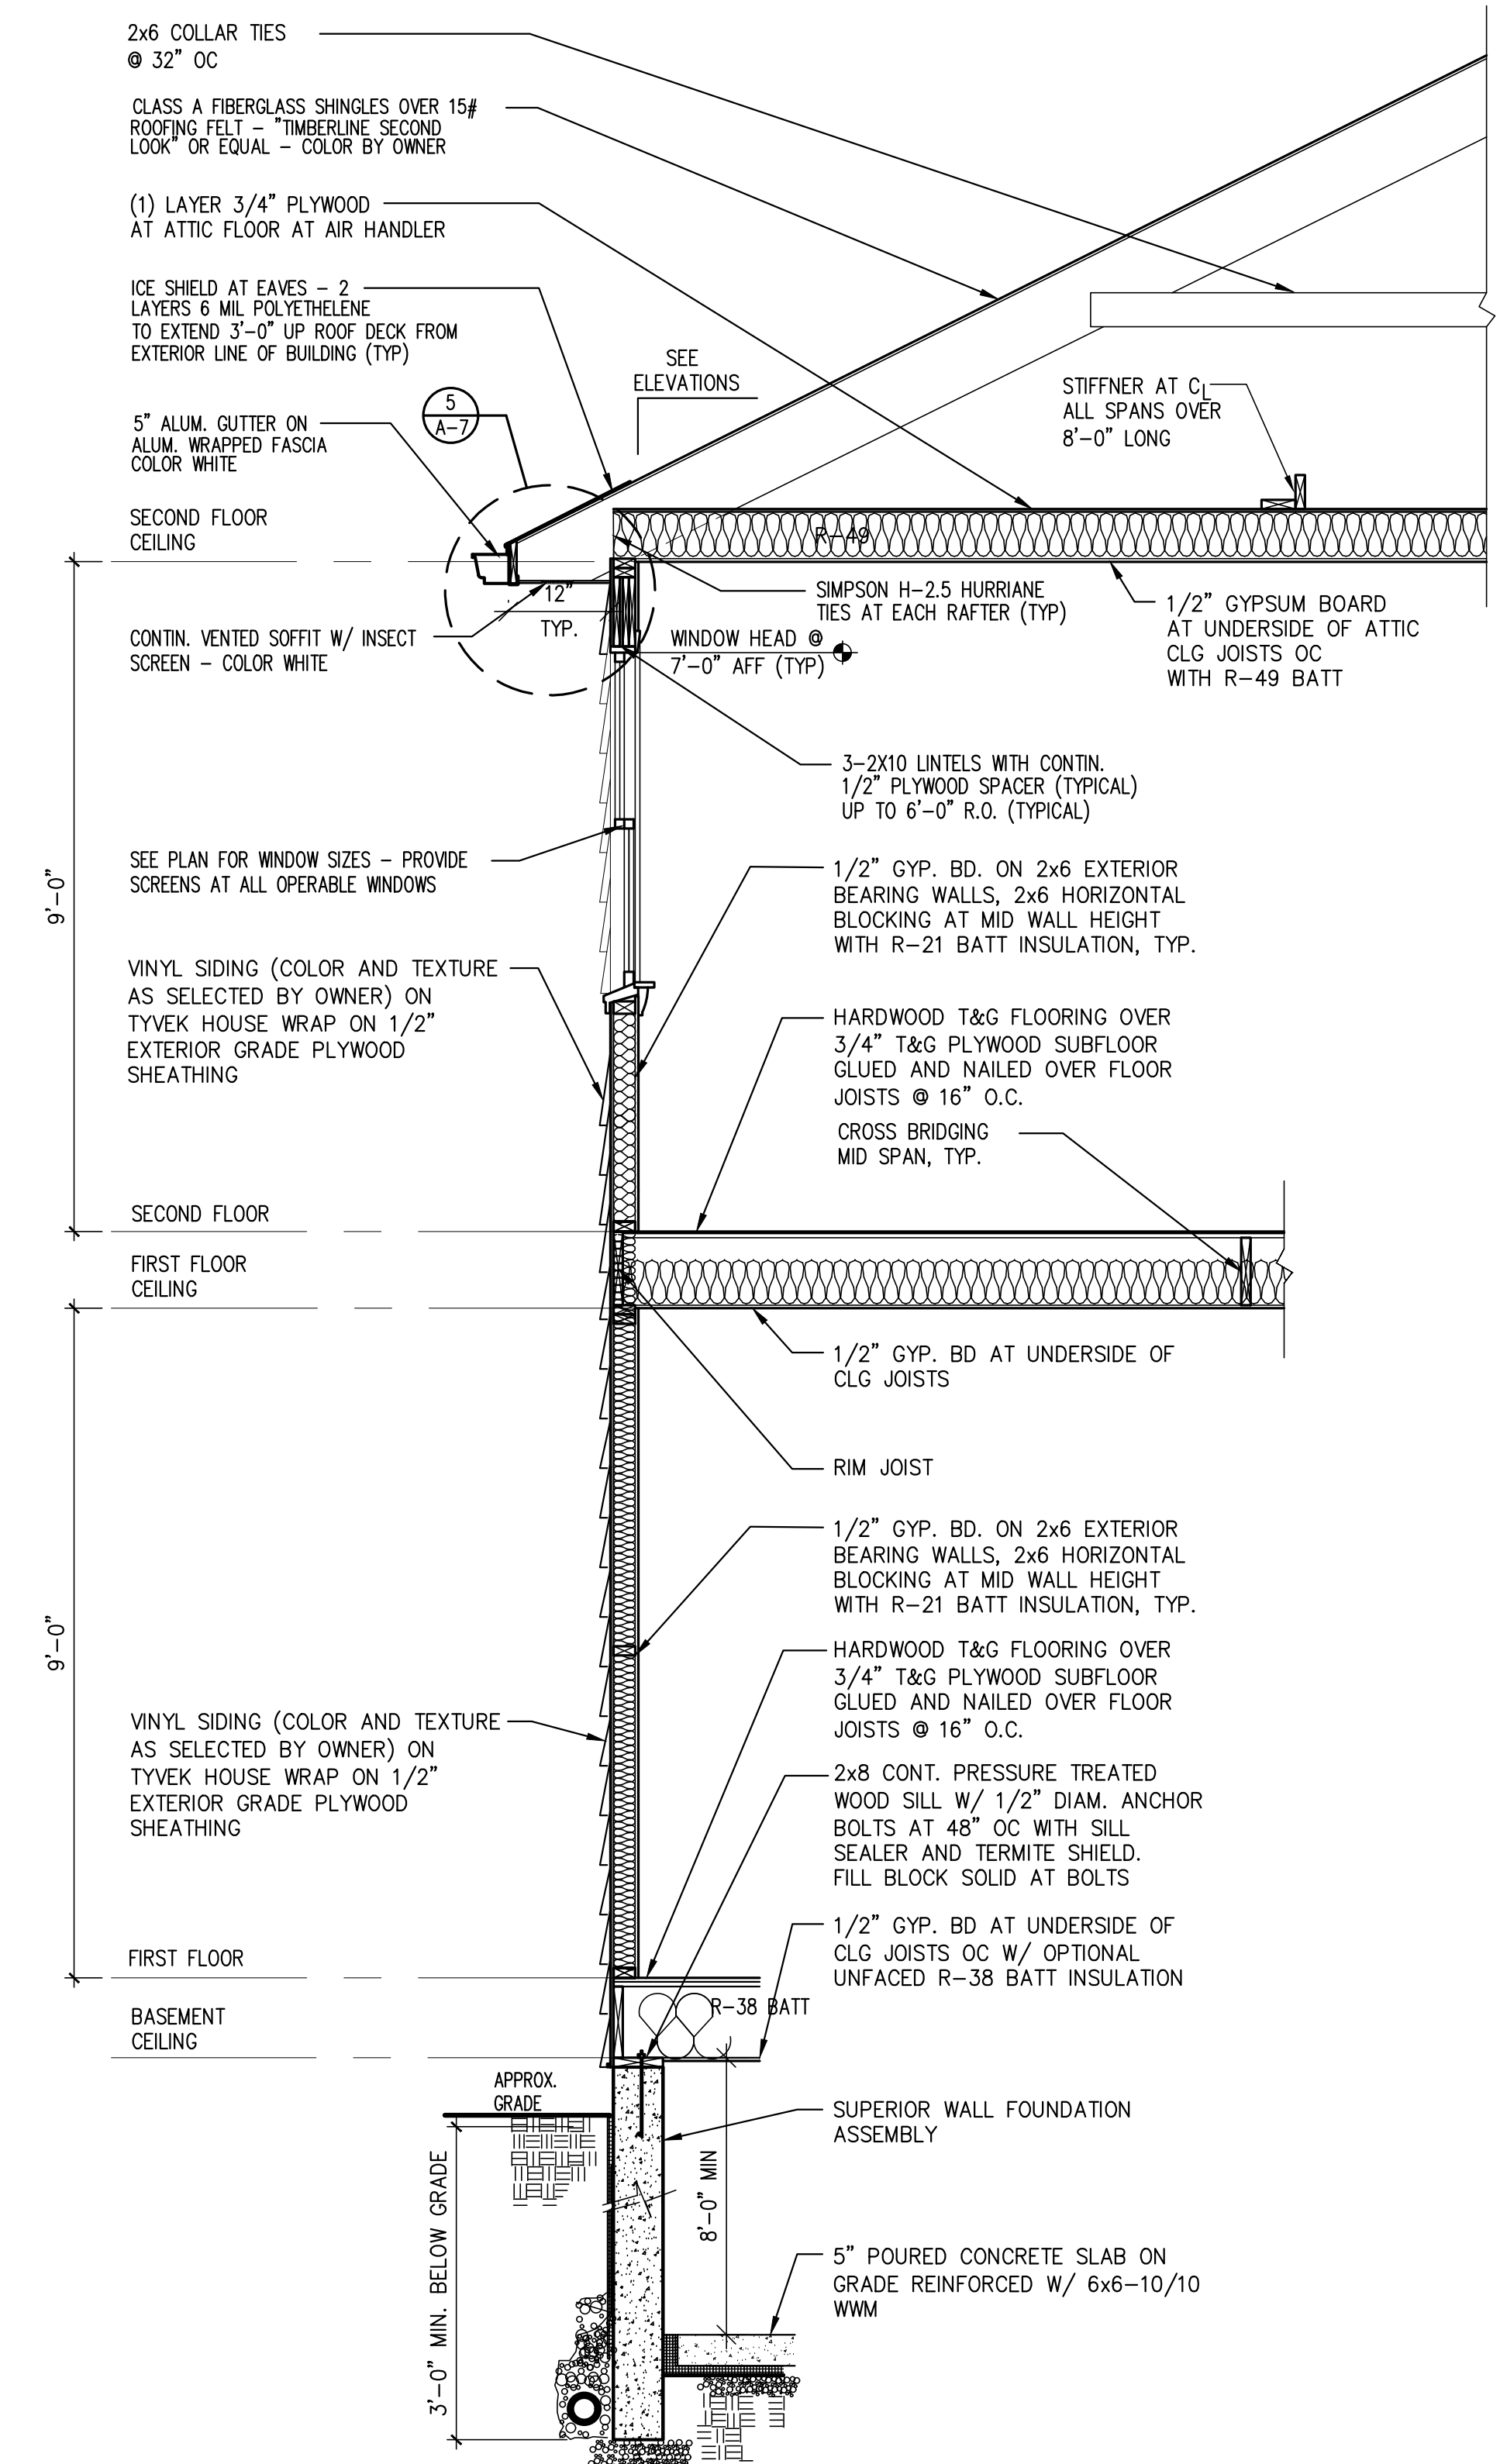 2x6 COLLAR TIES
@ 32" OC
CLASS A FIBERGLASS SHINGLES OVER 15#
ROOFING FELT – "TIMBERLINE SECOND
LOOK" OR EQUAL – COLOR BY OWNER
(1) LAYER 3/4" PLYWOOD
AT ATTIC FLOOR AT AIR HANDLER
ICE SHIELD AT EAVES – 2
LAYERS 6 MIL POLYETHELENE
TO EXTEND 3'-0" UP ROOF DECK FROM
EXTERIOR LINE OF BUILDING (TYP)
SEE
ELEVATIONS
5
A-7
STIFFNER AT CL
ALL SPANS OVER
8'-0" LONG
5" ALUM. GUTTER ON
ALUM. WRAPPED FASCIA
COLOR WHITE
SECOND FLOOR
CEILING
R-49
12"
TYP.
SIMPSON H-2.5 HURRIANE
TIES AT EACH RAFTER (TYP)
1/2" GYPSUM BOARD
AT UNDERSIDE OF ATTIC
CLG JOISTS OC
WITH R-49 BATT
CONTIN. VENTED SOFFIT W/ INSECT
SCREEN – COLOR WHITE
WINDOW HEAD @
7'-0" AFF (TYP)
3-2X10 LINTELS WITH CONTIN.
1/2" PLYWOOD SPACER (TYPICAL)
UP TO 6'-0" R.O. (TYPICAL)
SEE PLAN FOR WINDOW SIZES – PROVIDE
SCREENS AT ALL OPERABLE WINDOWS
9'-0"
1/2" GYP. BD. ON 2x6 EXTERIOR
BEARING WALLS, 2x6 HORIZONTAL
BLOCKING AT MID WALL HEIGHT
WITH R-21 BATT INSULATION, TYP.
VINYL SIDING (COLOR AND TEXTURE
AS SELECTED BY OWNER) ON
TYVEK HOUSE WRAP ON 1/2"
EXTERIOR GRADE PLYWOOD
SHEATHING
HARDWOOD T&G FLOORING OVER
3/4" T&G PLYWOOD SUBFLOOR
GLUED AND NAILED OVER FLOOR
JOISTS @ 16" O.C.
CROSS BRIDGING
MID SPAN, TYP.
SECOND FLOOR
FIRST FLOOR
CEILING
1/2" GYP. BD AT UNDERSIDE OF
CLG JOISTS
RIM JOIST
1/2" GYP. BD. ON 2x6 EXTERIOR
BEARING WALLS, 2x6 HORIZONTAL
BLOCKING AT MID WALL HEIGHT
WITH R-21 BATT INSULATION, TYP.
9'-0"
HARDWOOD T&G FLOORING OVER
3/4" T&G PLYWOOD SUBFLOOR
GLUED AND NAILED OVER FLOOR
JOISTS @ 16" O.C.
VINYL SIDING (COLOR AND TEXTURE
AS SELECTED BY OWNER) ON
TYVEK HOUSE WRAP ON 1/2"
EXTERIOR GRADE PLYWOOD
SHEATHING
2x8 CONT. PRESSURE TREATED
WOOD SILL W/ 1/2" DIAM. ANCHOR
BOLTS AT 48" OC WITH SILL
SEALER AND TERMITE SHIELD.
FILL BLOCK SOLID AT BOLTS
1/2" GYP. BD AT UNDERSIDE OF
CLG JOISTS OC W/ OPTIONAL
UNFACED R-38 BATT INSULATION
FIRST FLOOR
R-38 BATT
BASEMENT
CEILING
APPROX.
GRADE
SUPERIOR WALL FOUNDATION
ASSEMBLY
8'-0" MIN
3'-0" MIN. BELOW GRADE
5" POURED CONCRETE SLAB ON
GRADE REINFORCED W/ 6x6-10/10
WWM